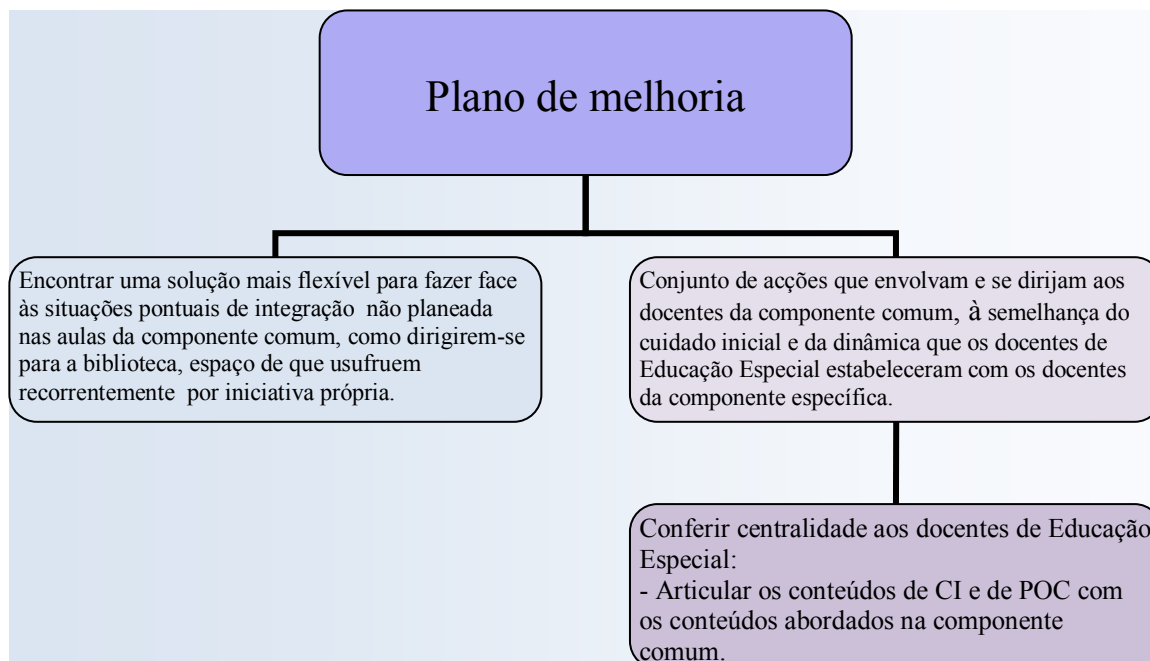 Plano de melhoria
Encontrar uma solução mais flexível para fazer face
às situações pontuais de integração não planeada
nas aulas da componente comum, como dirigirem-se
para a biblioteca, espaço de que usufruem
recorrentemente por iniciativa própria.
Conjunto de acções que envolvam e se dirijam aos
docentes da componente comum, à semelhança do
cuidado inicial e da dinâmica que os docentes de
Educação Especial estabeleceram com os docentes
da componente específica.
Conferir centralidade aos docentes de Educação
Especial:
- Articular os conteúdos de CI e de POC com
os conteúdos abordados na componente
comum.